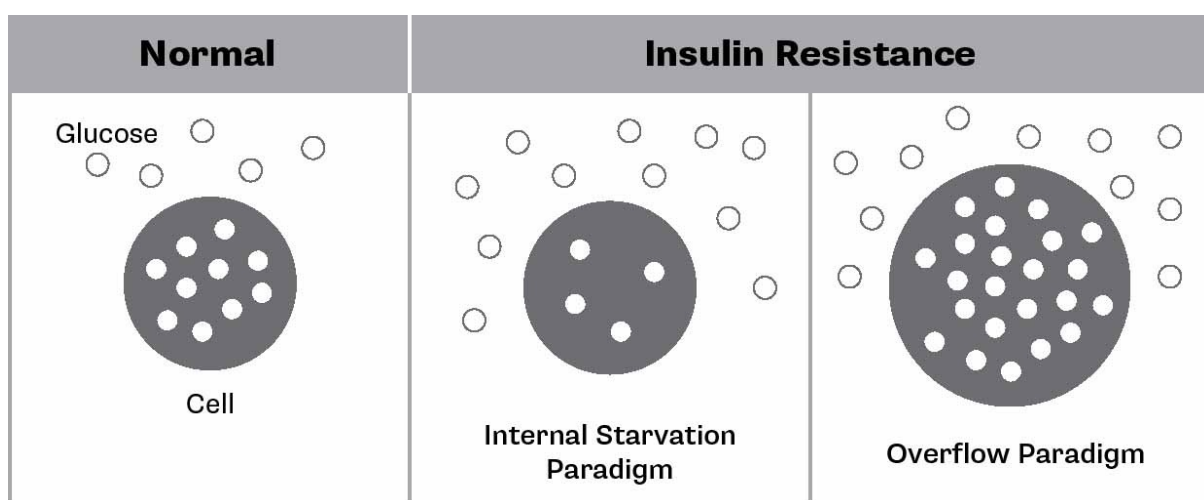 Normal
Insulin Resistance
Glucose
Cell
Internal Starvation
Paradigm
Overflow Paradigm